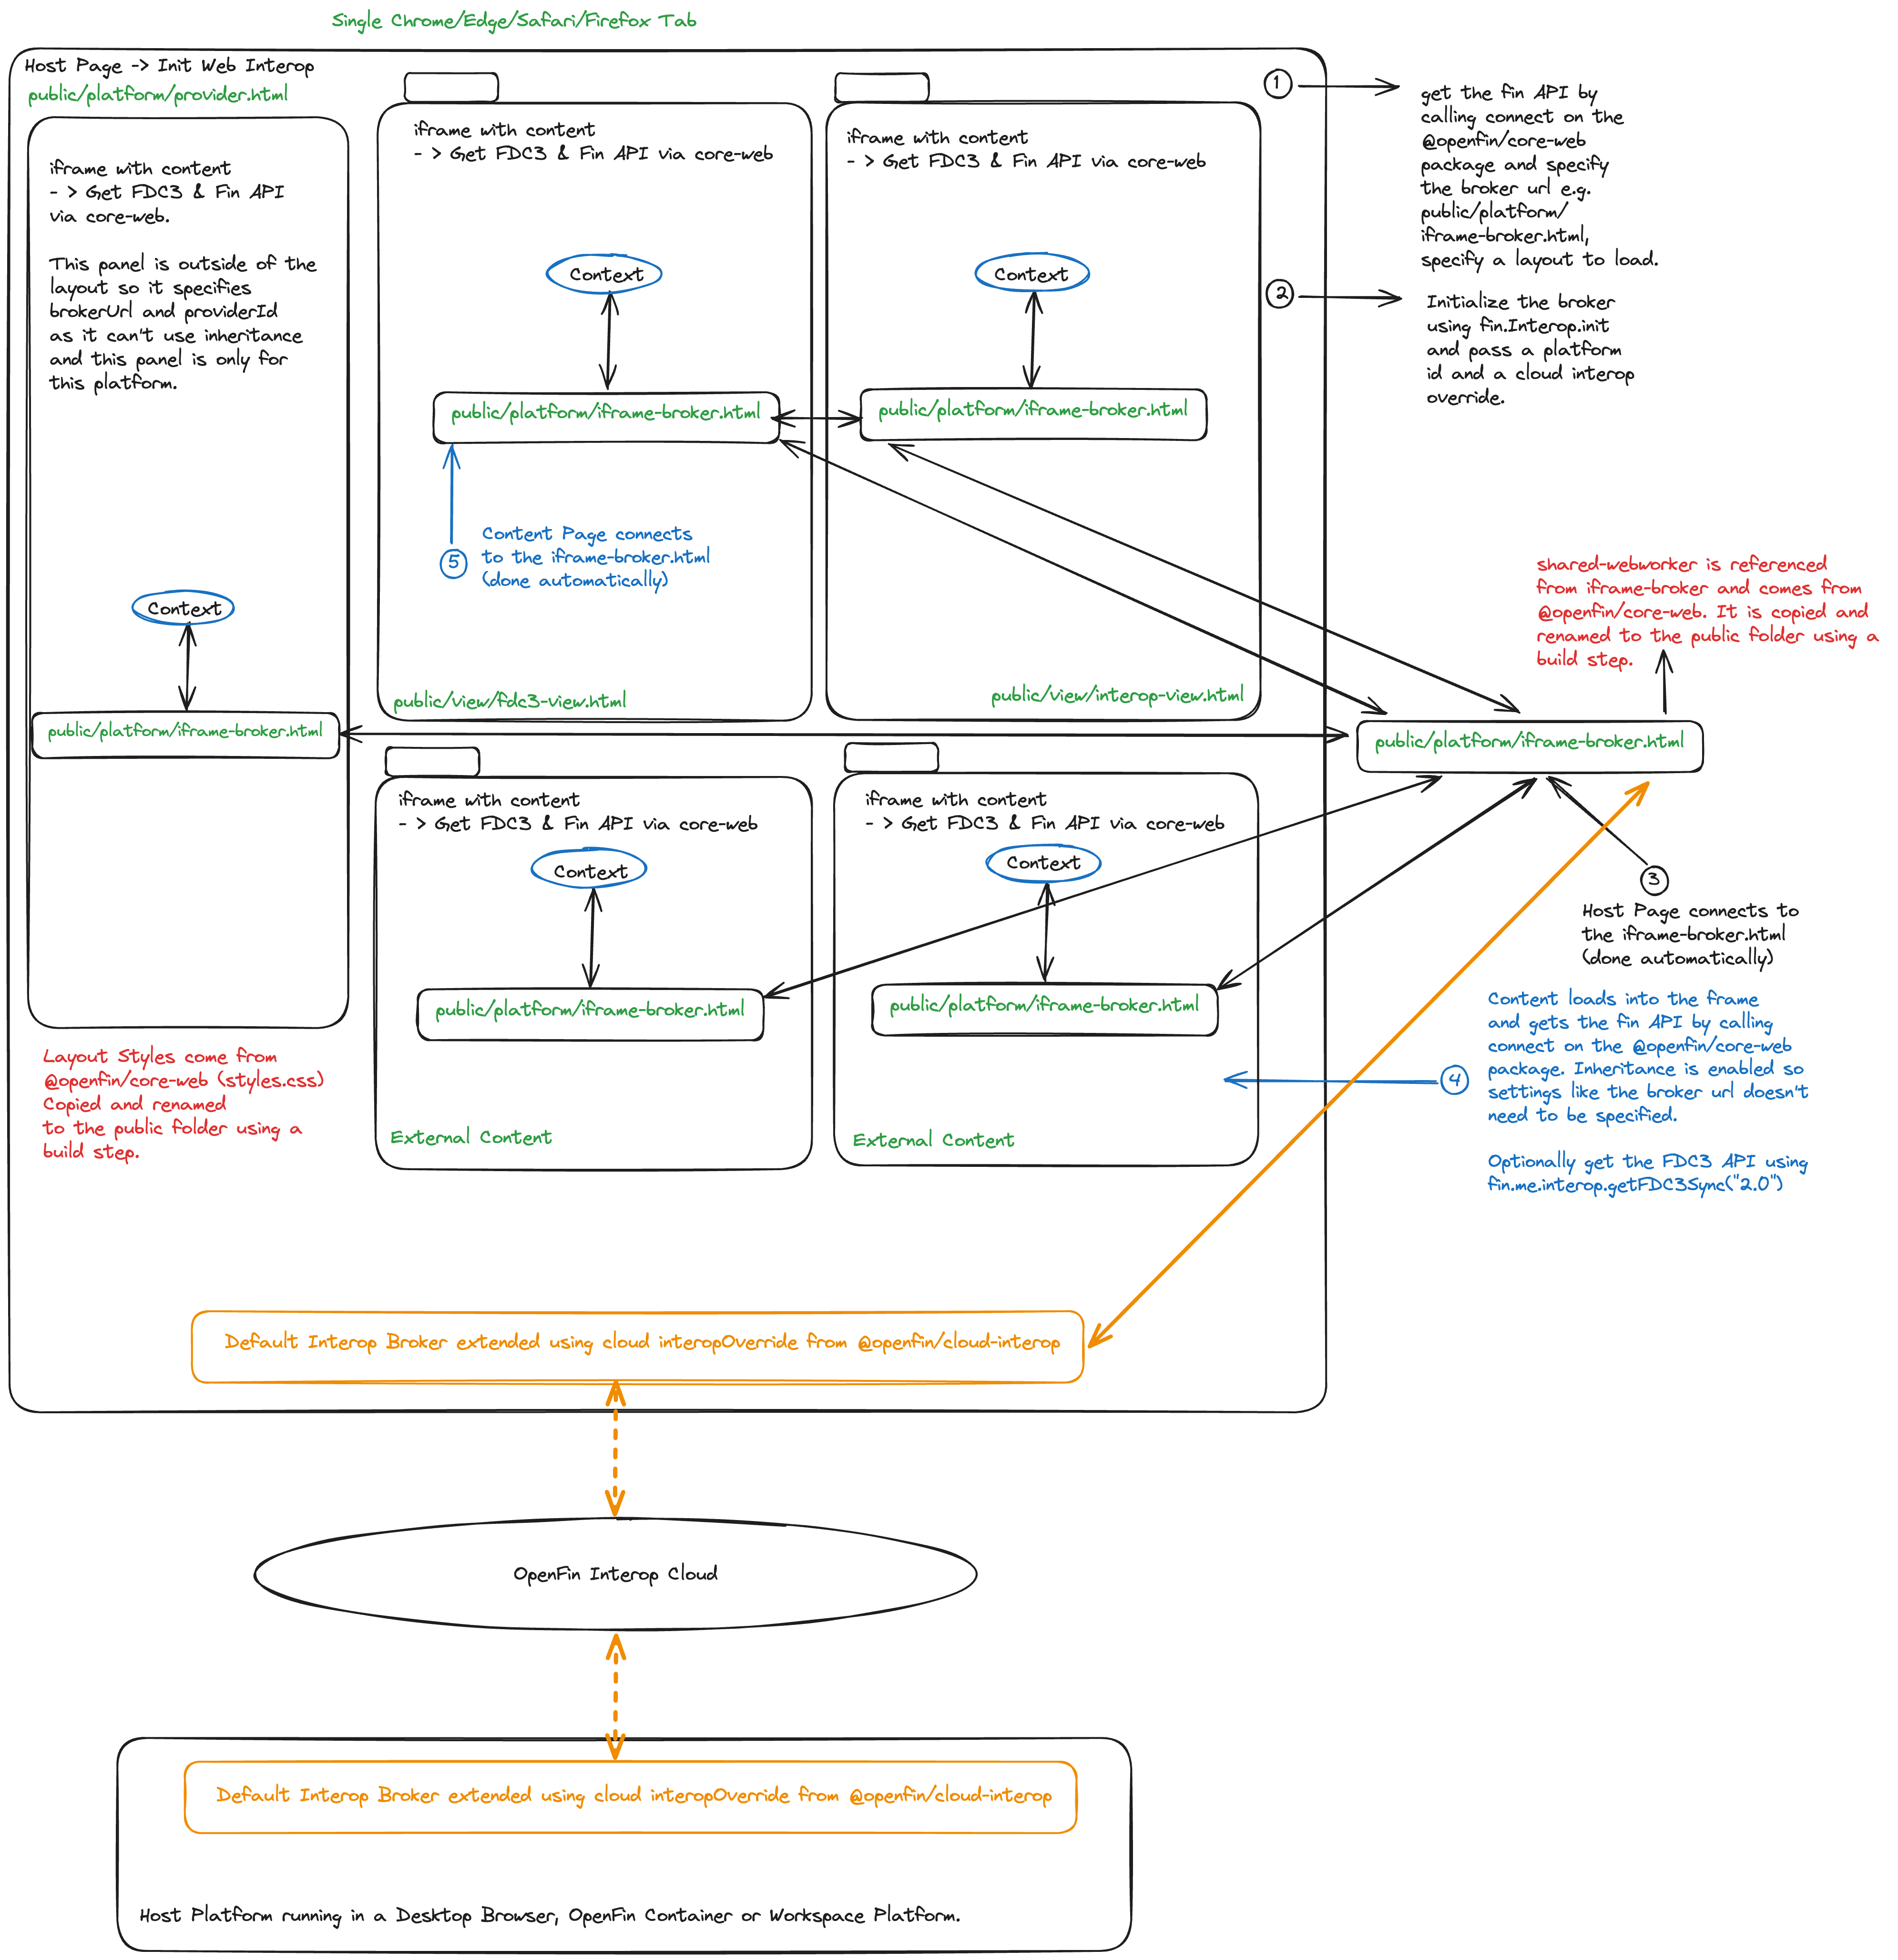 Single Chrome/Edge/Safari/Firefox Tab
Host Page -> Init Web Interop
public/platform/provider.html
iframe with content
- > Get FDC3 & Fin API
via core-web.
This panel is outside of the
layout so it specifies
brokerUrl and providerId
as it can't use inheritance
and this panel is only for
this platform.
Context
public/platform/iframe-broker.html
Layout Styles come from
@openfin/core-web (styles.css)
Copied and renamed
to the public folder using a
build step.
iframe with content
- > Get FDC3 & Fin API via core-web
Context
public/platform/iframe-broker.html
5
Content Page connects
to the iframe-broker.html
(done automatically)
public/view/fdc3-view.html
iframe with content
- > Get FDC3 & Fin API via core-web
Context
public/platform/iframe-broker.html
public/view/interop-view.html
iframe with content
- > Get FDC3 & Fin API via core-web
Context
public/platform/iframe-broker.html
External Content
iframe with content
- > Get FDC3 & Fin API via core-web
Context
public/platform/iframe-broker.html
External Content
1
get the fin API by
calling connect on the
@openfin/core-web
package and specify
the broker url e.g.
public/platform/
iframe-broker.html,
specify a layout to load.
2
Initialize the broker
using fin.Interop.init
and pass a platform
id and a cloud interop
override.
shared-webworker is referenced
from iframe-broker and comes from
@openfin/core-web. It is copied and
renamed to the public folder using a
build step.
public/platform/iframe-broker.html
3
Host Page connects to
the iframe-broker.html
(done automatically)
4
Content loads into the frame
and gets the fin API by calling
connect on the @openfin/core-web
package. Inheritance is enabled so
settings like the broker url doesn't
need to be specified.
Optionally get the FDC3 API using
fin.me.interop.getFDC3Sync("2.0")
Default Interop Broker extended using cloud interopOverride from @openfin/cloud-interop
OpenFin Interop Cloud
Default Interop Broker extended using cloud interopOverride from @openfin/cloud-interop
Host Platform running in a Desktop Browser, OpenFin Container or Workspace Platform.